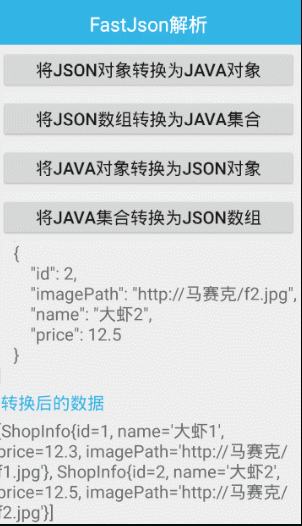 FastJson解析
将JSON对象转换为JAVA对象
将JSON数组转换为JAVA集合
将JAVA对象转换为JSON对象
将JAVA集合转换为JSON数组
{
"id": 2,
"imagePath": "http://马赛克/f2.jpg",
"name": "大虾2",
"price": 12.5
}
]
转换后的数据
[ShopInfo{id=1, name='大虾1',
price=12.3, imagePath='http://马赛克/
f1.jpg'}, ShopInfo{id=2, name='大虾2',
price=12.5, imagePath='http://马赛克/
f2.jpg'}]